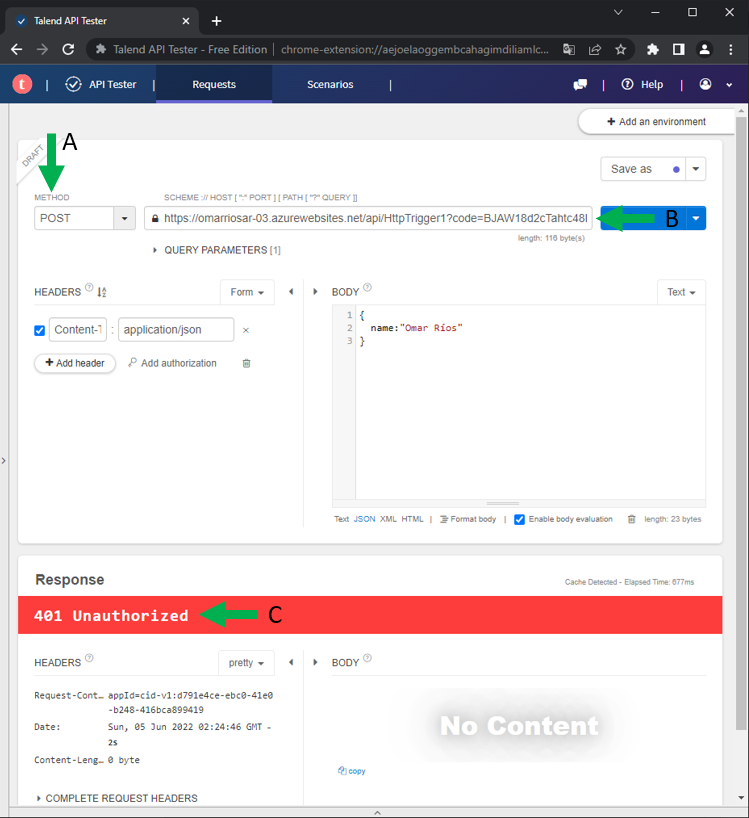 Talend API Tester
Talend API Tester - Free Edition | chrome-extension://aejoelaoggembcahagimdiliamlc...
t | API Tester Requests Scenarios | | Help |
+ Add an environment
DRAFT
A
Save as
METHOD
SCHEME :// HOST [ ":" PORT ] [ PATH [ "?" QUERY ]]
POST
https://omarriosar-03.azurewebsites.net/api/HttpTrigger1?code=BJAW18d2cTahtc48
B
length: 116 byte(s)
QUERY PARAMETERS [1]
HEADERS ? Form
BODY ? Text
Content-T : application/json ×
+ Add header Add authorization
1 {
2 name:"Omar Ríos"
3 }
Text JSON XML HTML | Format body | Enable body evaluation length: 23 bytes
Response
Cache Detected - Elapsed Time: 677ms
401 Unauthorized
C
HEADERS ? pretty
BODY ?
Request-Cont… appId=cid-v1:d791e4ce-ebc0-41e0
-b248-416bca899419
Date: Sun, 05 Jun 2022 02:24:46 GMT -
2s
Content-Leng… 0 byte
No Content
copy
COMPLETE REQUEST HEADERS